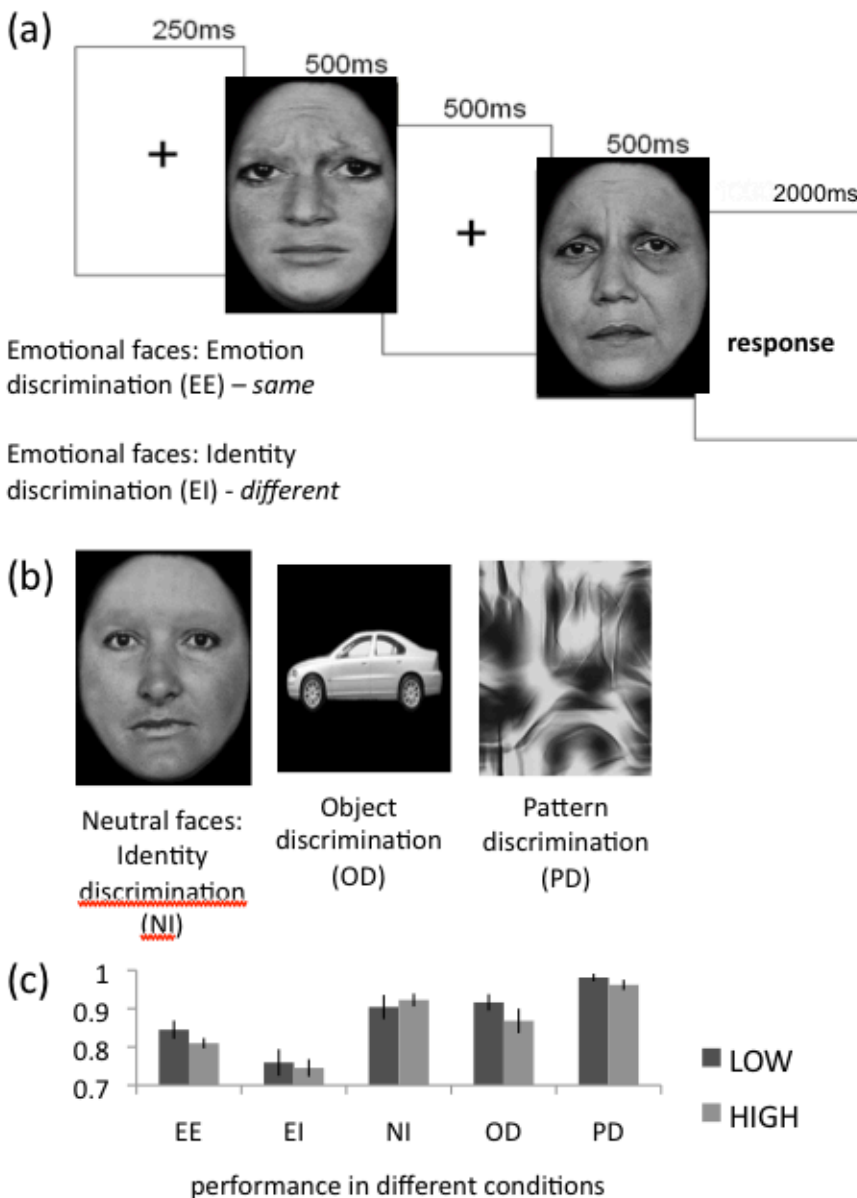 (a)
250ms
500ms
500ms
500ms
2000ms
+
+
response
Emotional faces: Emotion
discrimination (EE) – same
Emotional faces: Identity
discrimination (EI) - different
(b)
Neutral faces:
Identity
discrimination
(NI)
Object
discrimination
(OD)
Pattern
discrimination
(PD)
(c)
1
0.9
0.8
0.7
EE EI NI OD PD
LOW
HIGH
performance in different conditions